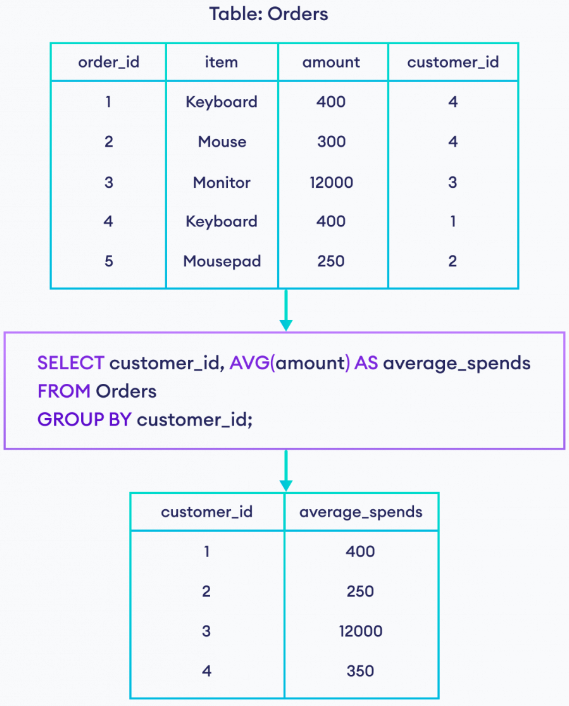 Table: Orders
order_id item amount customer_id
1 Keyboard 400 4
2 Mouse 300 4
3 Monitor 12000 3
4 Keyboard 400 1
5 Mousepad 250 2
SELECT customer_id, AVG(amount) AS average_spends
FROM Orders
GROUP BY customer_id;
customer_id average_spends
1 400
2 250
3 12000
4 350